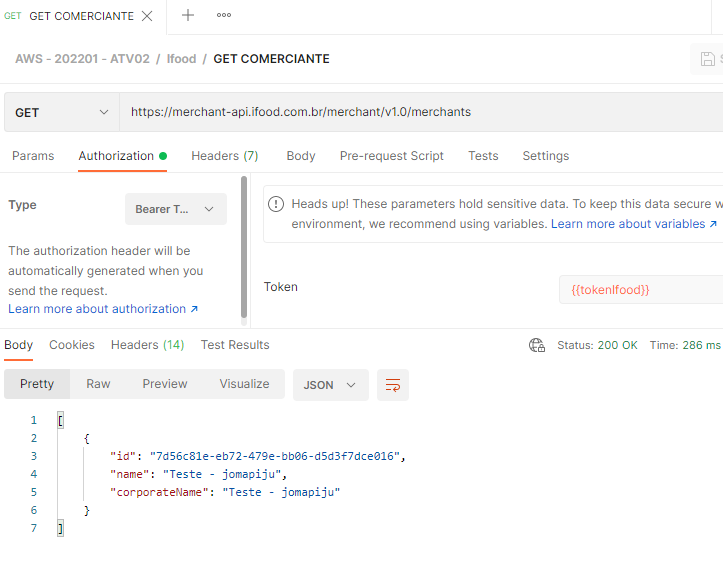 GET GET COMERCIANTE
AWS - 202201 - ATV02 / Ifood / GET COMERCIANTE
GET https://merchant-api.ifood.com.br/merchant/v1.0/merchants
Params Authorization Headers (7) Body Pre-request Script Tests Settings
Type Bearer T...
The authorization header will be
automatically generated when you
send the request.
Learn more about authorization ↗
Heads up! These parameters hold sensitive data. To keep this data secure w
environment, we recommend using variables. Learn more about variables ↗
Token {{tokenIfood}}
Body Cookies Headers (14) Test Results Status: 200 OK Time: 286 ms
Pretty Raw Preview Visualize JSON
1 [
2 {
3 "id": "7d56c81e-eb72-479e-bb06-d5d3f7dce016",
4 "name": "Teste - jomapiju",
5 "corporateName": "Teste - jomapiju"
6 }
7 ]